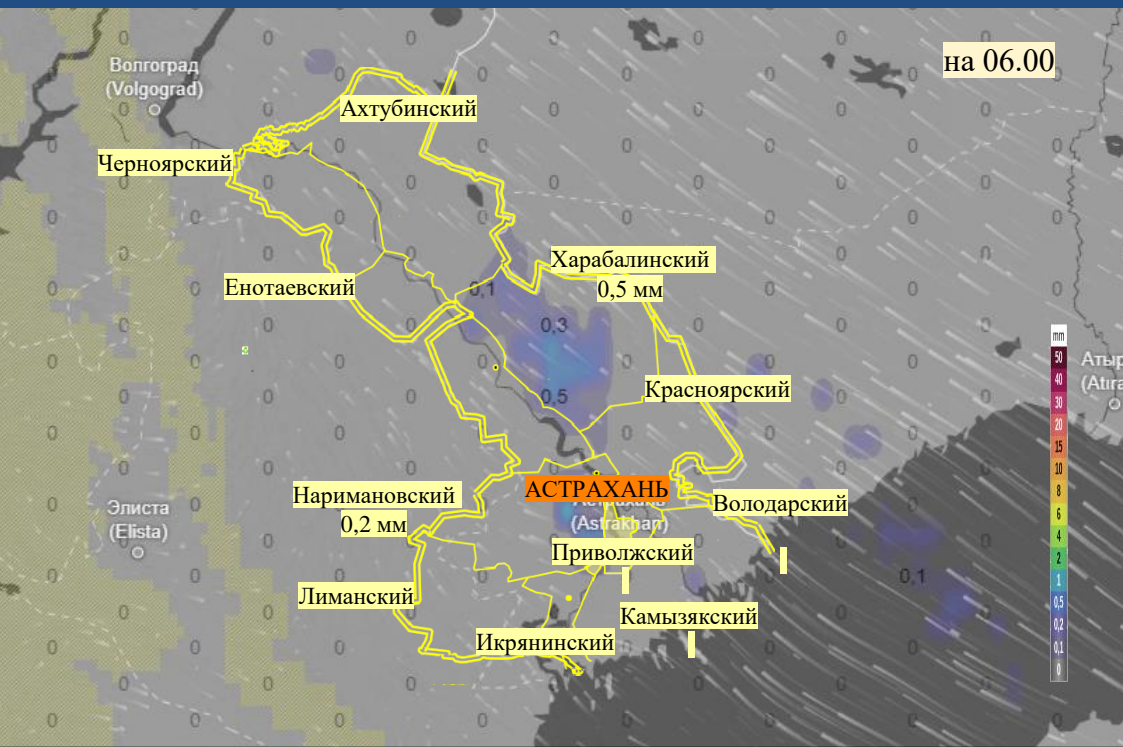 на 06.00
Волгоград
(Volgograd)
Ахтубинский
Черноярский
Харабалинский
0,5 мм
Енотаевский
0,1
0,3
mm
50
40
30
20
15
10
8
6
4
2
1
0,5
0,2
0,1
0
Атыр
(Atıra
Красноярский
0,5
Наримановский
0,2 мм
АСТРАХАНЬ
(Astrakhan)
Володарский
Элиста
(Elista)
Приволжский
0,1
Лиманский
Камызякский
Икрянинский